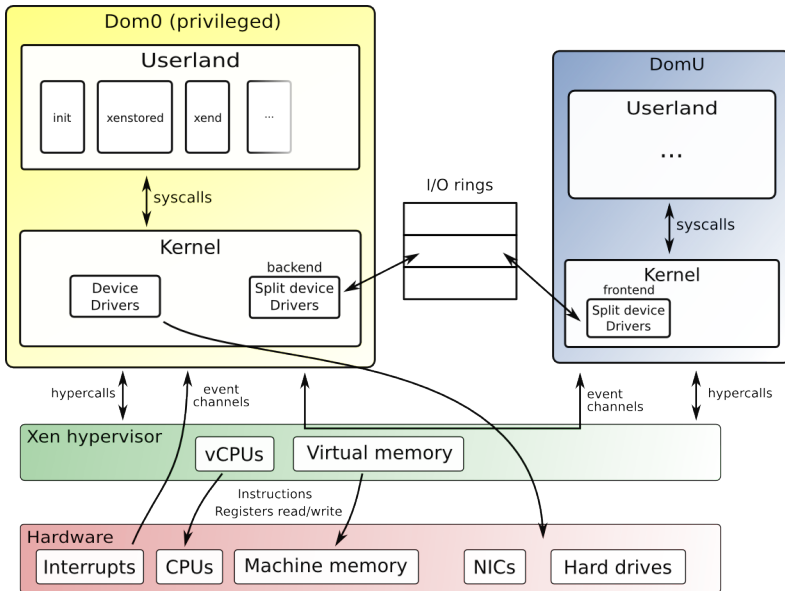 Dom0 (privileged)
Userland
init
xenstored
xend
...
syscalls
Kernel
Device
Drivers
backend
Split device
Drivers
I/O rings
DomU
Userland
...
syscalls
Kernel
frontend
Split device
Drivers
hypercalls
event
channels
event
channels
hypercalls
Xen hypervisor
vCPUs
Virtual memory
Instructions
Registers read/write
Hardware
Interrupts
CPUs
Machine memory
NICs
Hard drives